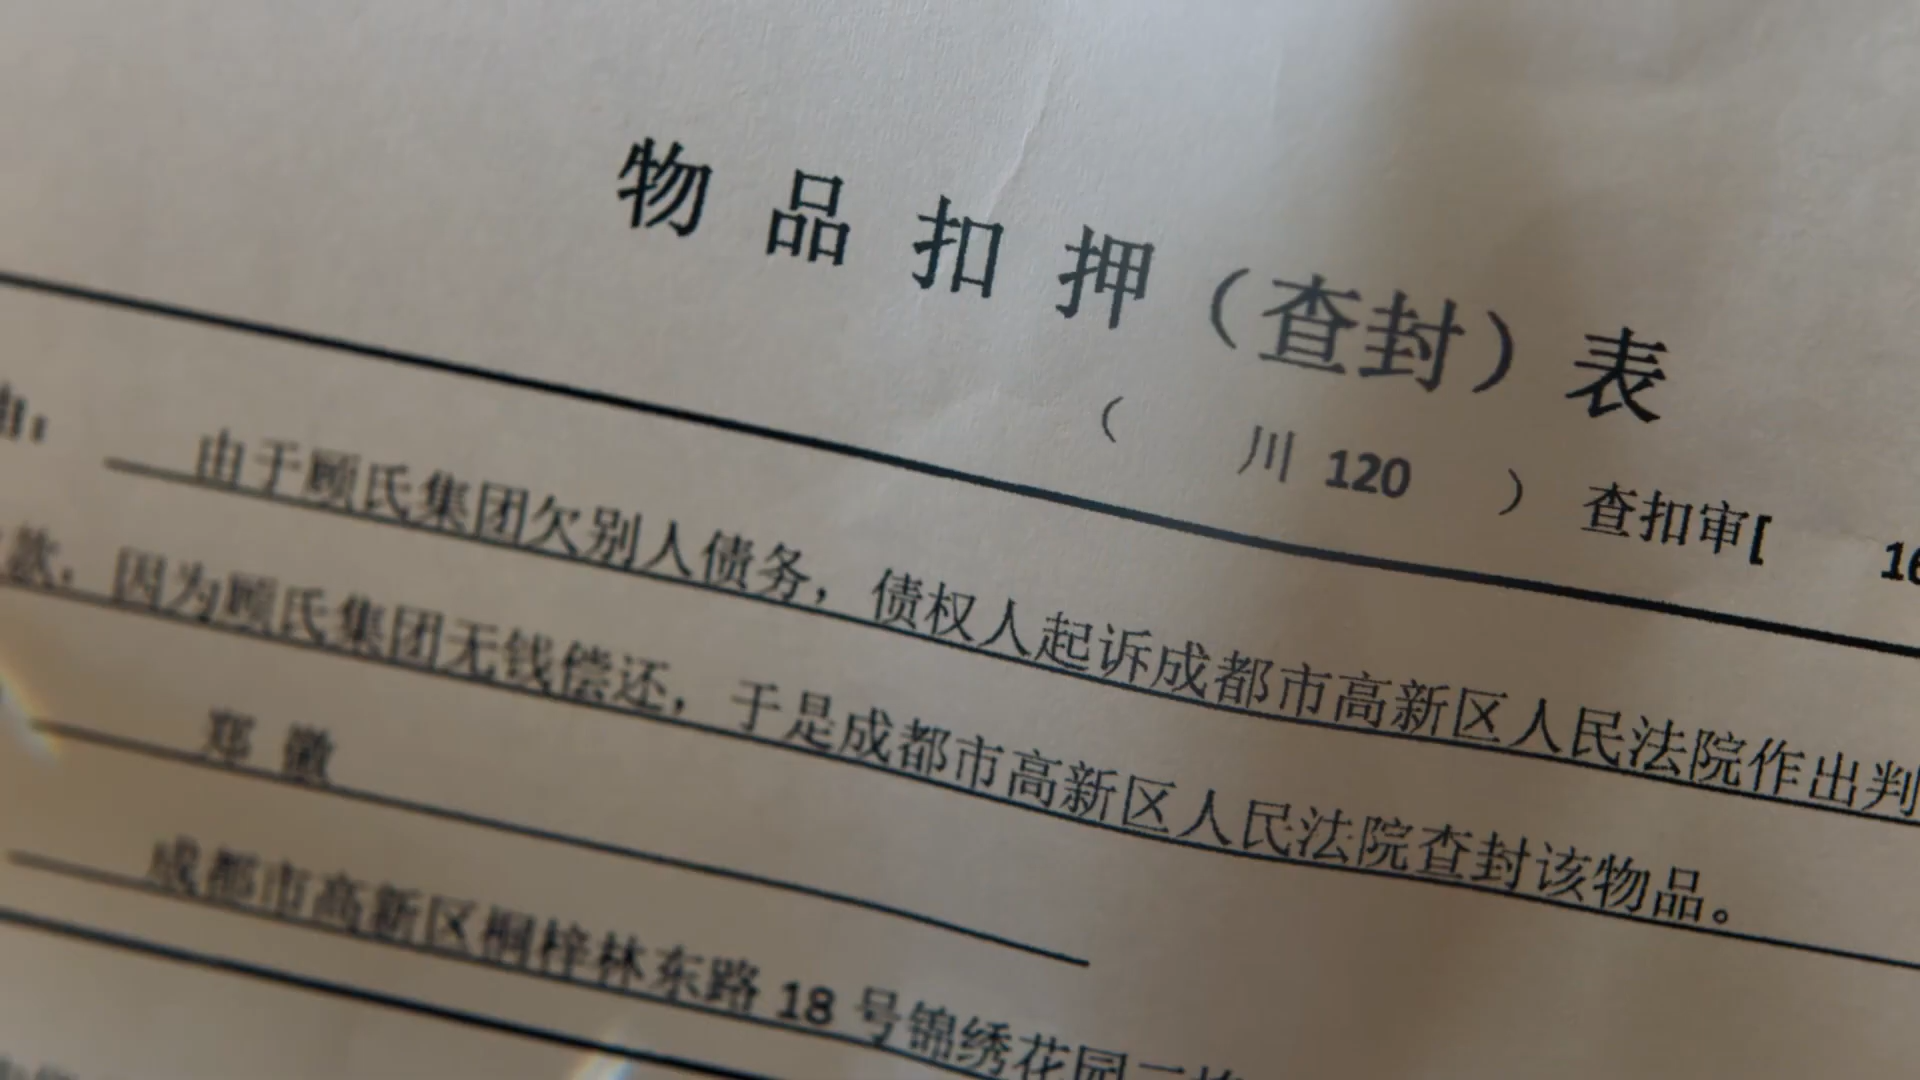 物品扣押（查封）表
（ 川 120 ）查扣审[ 16
由： 由于顾氏集团欠别人债务，债权人起诉成都市高新区人民法院作出判
款，因为顾氏集团无钱偿还，于是成都市高新区人民法院查封该物品。
郑 徽
成都市高新区桐梓林东路 18 号锦绣花园二栋